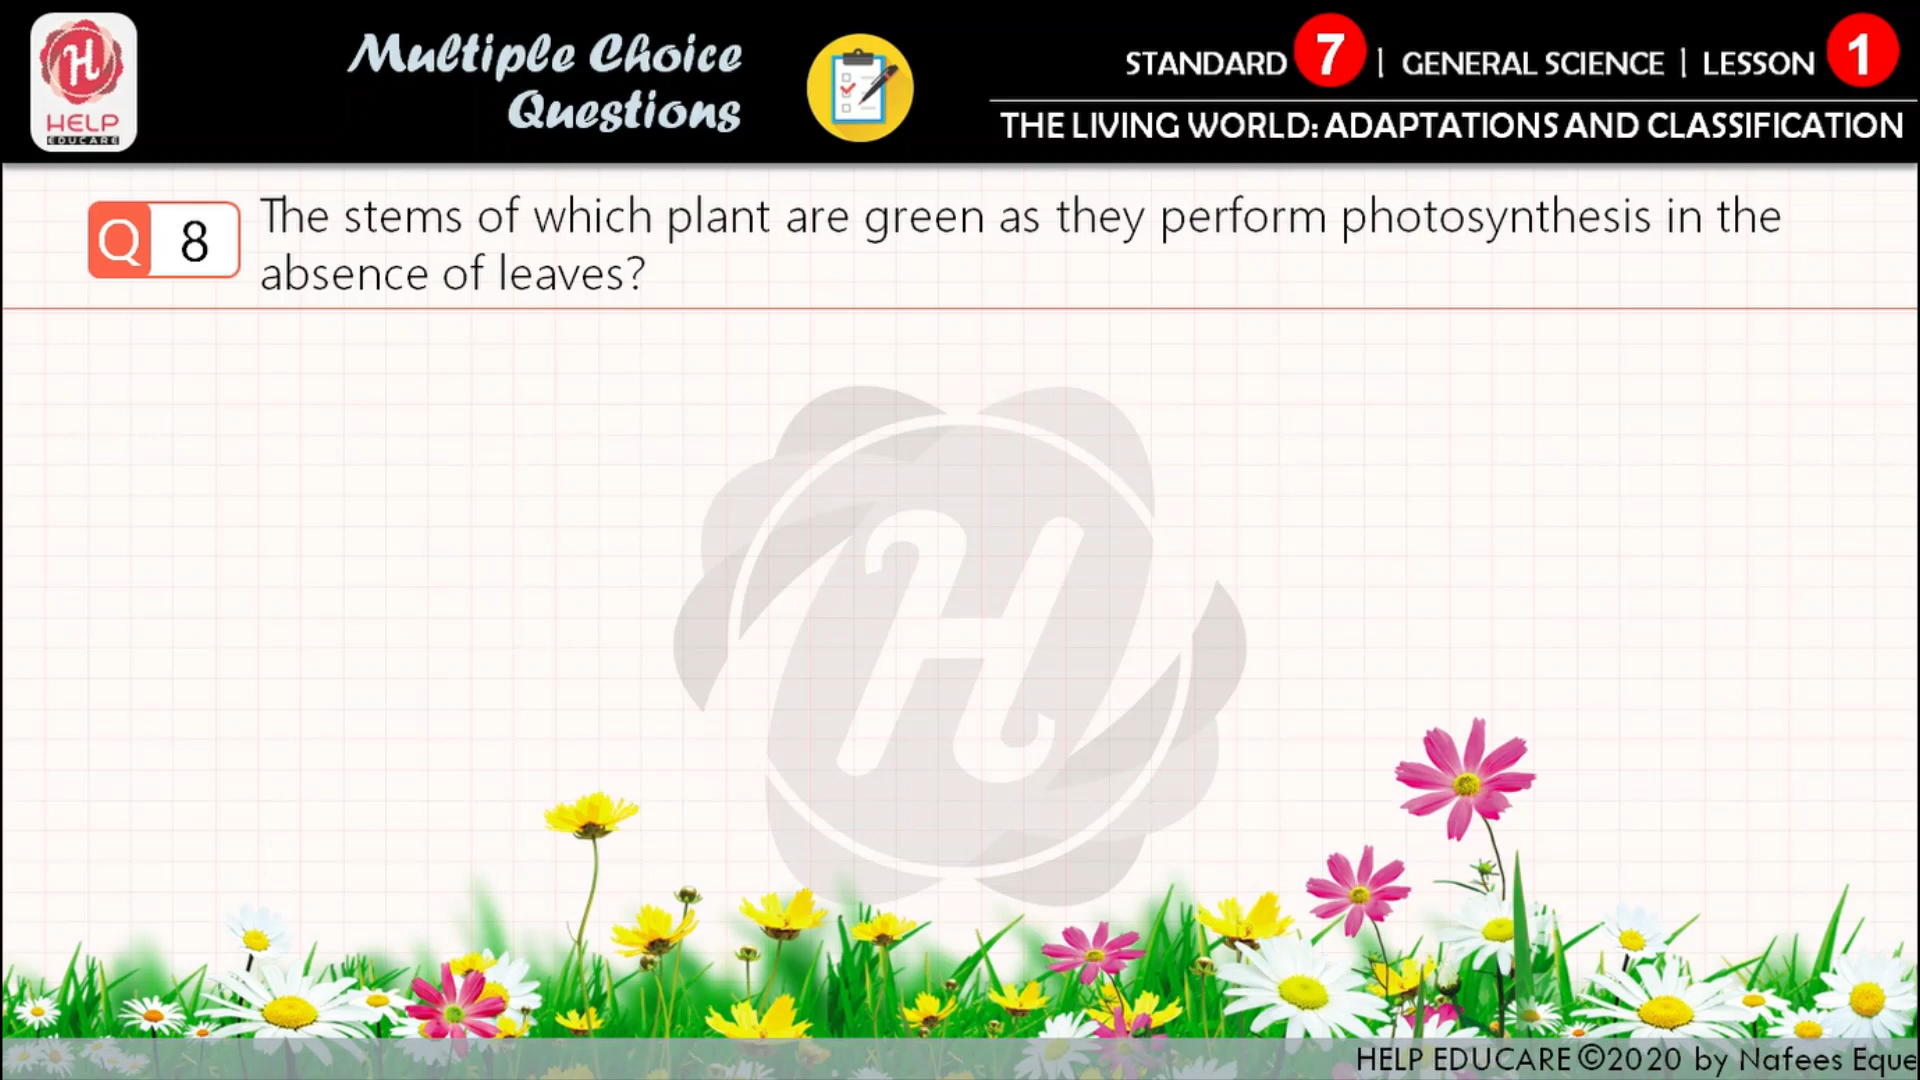 H
HELP
EDUCARE
Multiple Choice
Questions
STANDARD 7 | GENERAL SCIENCE | LESSON 1
THE LIVING WORLD: ADAPTATIONS AND CLASSIFICATION
Q 8
The stems of which plant are green as they perform photosynthesis in the
absence of leaves?
H
HELP EDUCARE ©2020 by Nafees Eque